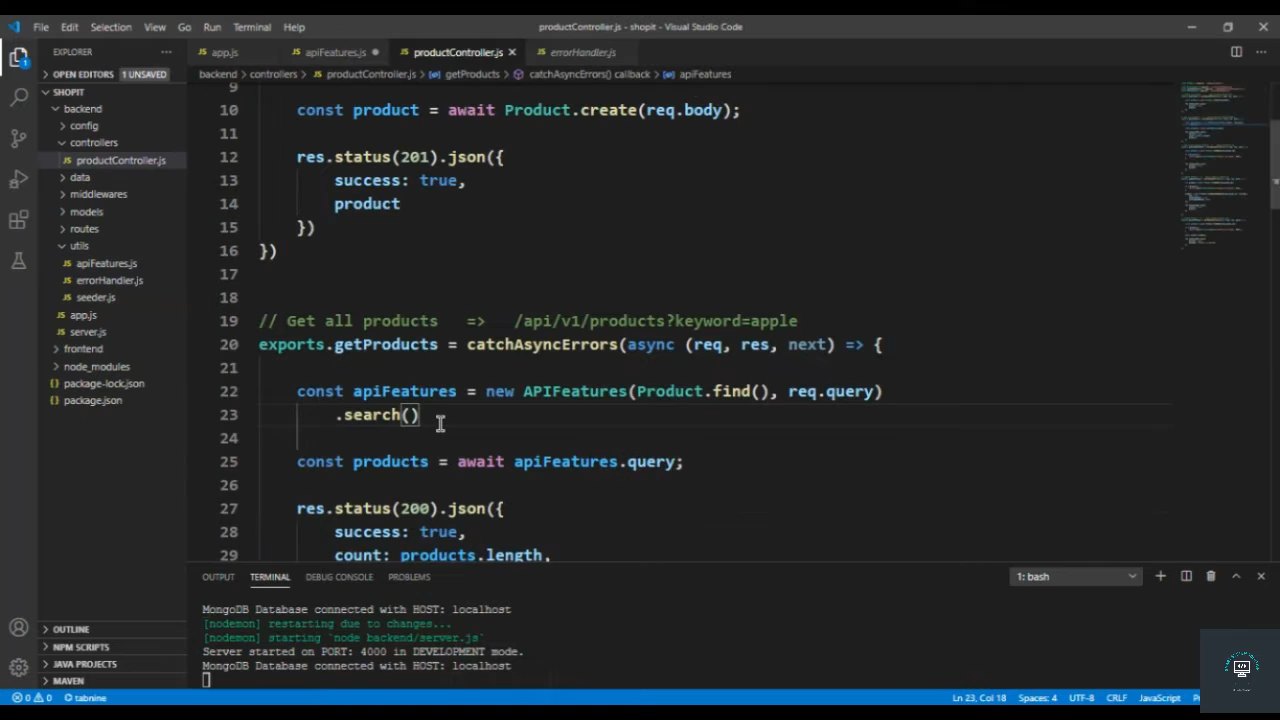 File Edit Selection View Go Run Terminal Help productController.js - shopit - Visual Studio Code
EXPLORER
app.js apiFeatures.js productController.js errorHandler.js
OPEN EDITORS 1 UNSAVED
backend > controllers > productController.js > getProducts > catchAsyncErrors() callback > apiFeatures
SHOPIT
backend
config
controllers
productController.js
data
middlewares
models
routes
utils
apiFeatures.js
errorHandler.js
seeder.js
app.js
server.js
frontend
node_modules
package-lock.json
package.json
OUTLINE
NPM SCRIPTS
JAVA PROJECTS
MAVEN
9
10 const product = await Product.create(req.body);
11
12 res.status(201).json({
13 success: true,
14 product
15 })
16 })
17
18
19 // Get all products => /api/v1/products?keyword=apple
20 exports.getProducts = catchAsyncErrors(async (req, res, next) => {
21
22 const apiFeatures = new APIFeatures(Product.find(), req.query)
23 .search()
24
25 const products = await apiFeatures.query;
26
27 res.status(200).json({
28 success: true,
29 count: products.length,
OUTPUT TERMINAL DEBUG CONSOLE PROBLEMS 1: bash
MongoDB Database connected with HOST: localhost
[nodemon] restarting due to changes...
[nodemon] starting `node backend/server.js`
Server started on PORT: 4000 in DEVELOPMENT mode.
MongoDB Database connected with HOST: localhost
0 0 tabnine Ln 23, Col 18 Spaces: 4 UTF-8 CRLF JavaScript